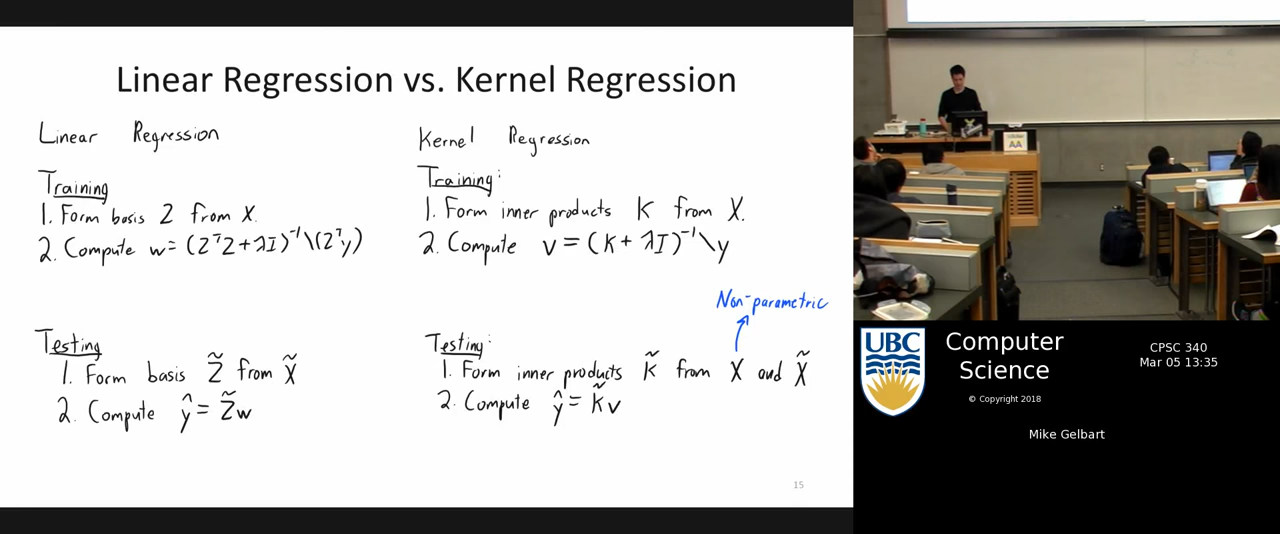 Linear Regression vs. Kernel Regression
Linear Regression
Training
1. Form basis Z from X.
2. Compute w = (ZᵀZ + λI)⁻¹\(Zᵀy)
Testing
1. Form basis Z̃ from X̃
2. Compute ŷ = Z̃w
Kernel Regression
Training:
1. Form inner products K from X.
2. Compute v = (K + λI)⁻¹\y
Non-parametric
Testing:
1. Form inner products K̃ from X and X̃
2. Compute ŷ = K̃v
15
AA
UBC
Computer
Science
© Copyright 2018
CPSC 340
Mar 05 13:35
Mike Gelbart